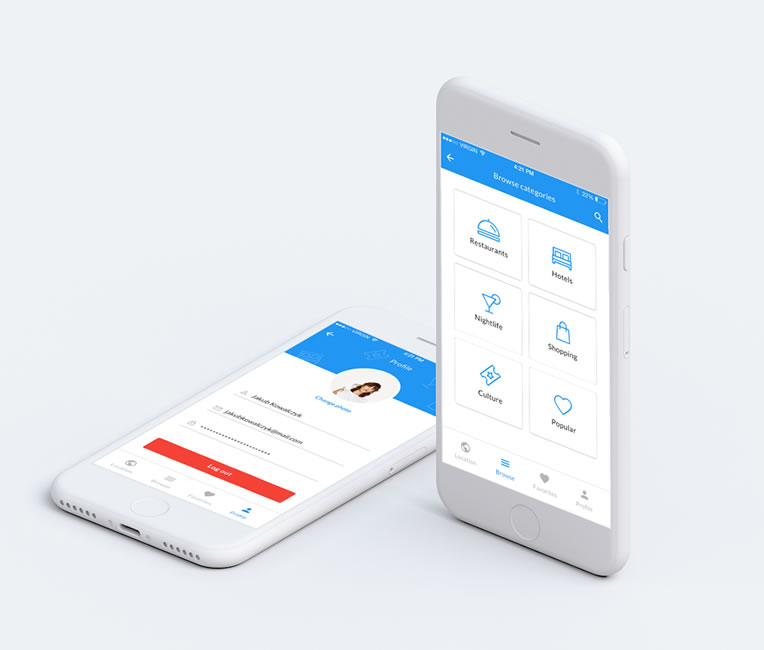 VIRGIN
4:21 PM
22%
Browse categories
Restaurants
Hotels
Nightlife
Shopping
Culture
Popular
Location
Browse
Favorites
Profile
VIRGIN
4:21 PM
Profile
Change photo
Jakub Kowalczyk
jakubkowalczyk@mail.com
Log out
Location
Browse
Favorites
Profile